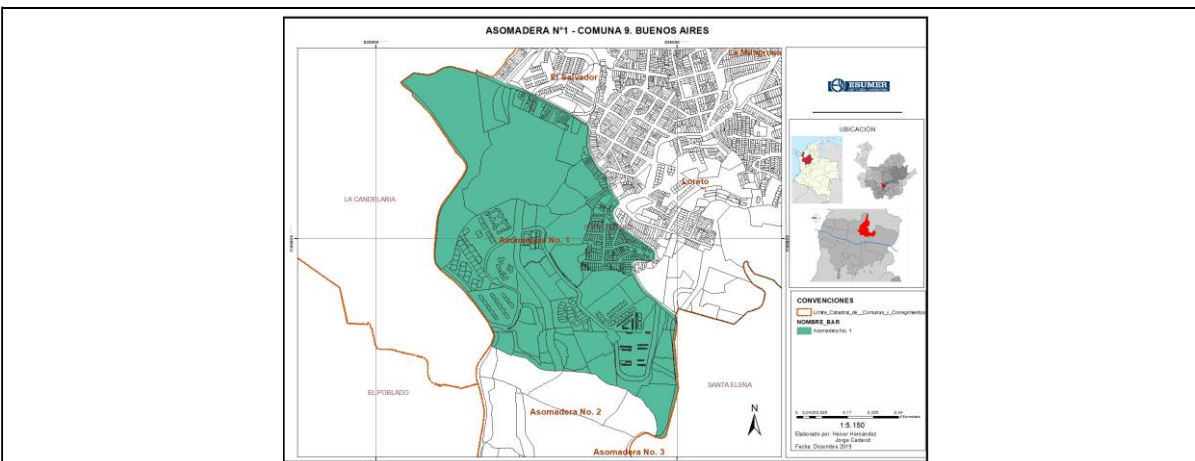 ASOMADERA N°1 - COMUNA 9. BUENOS AIRES
La Milagrosa
El Salvador
ESUMER
UBICACIÓN
Loreto
LA CANDELARIA
Asomadera No. 1
CONVENCIONES
Limite_Catastral_de__Comunas_y_Corregimientos
NOMBRE_BAR
Asomadera No. 1
EL POBLADO
SANTA ELENA
Asomadera No. 2
N
1:5.150
Elaborado por: Heiver Hernández
Jorge Cadavid
Fecha: Diciembre 2019
Asomadera No. 3